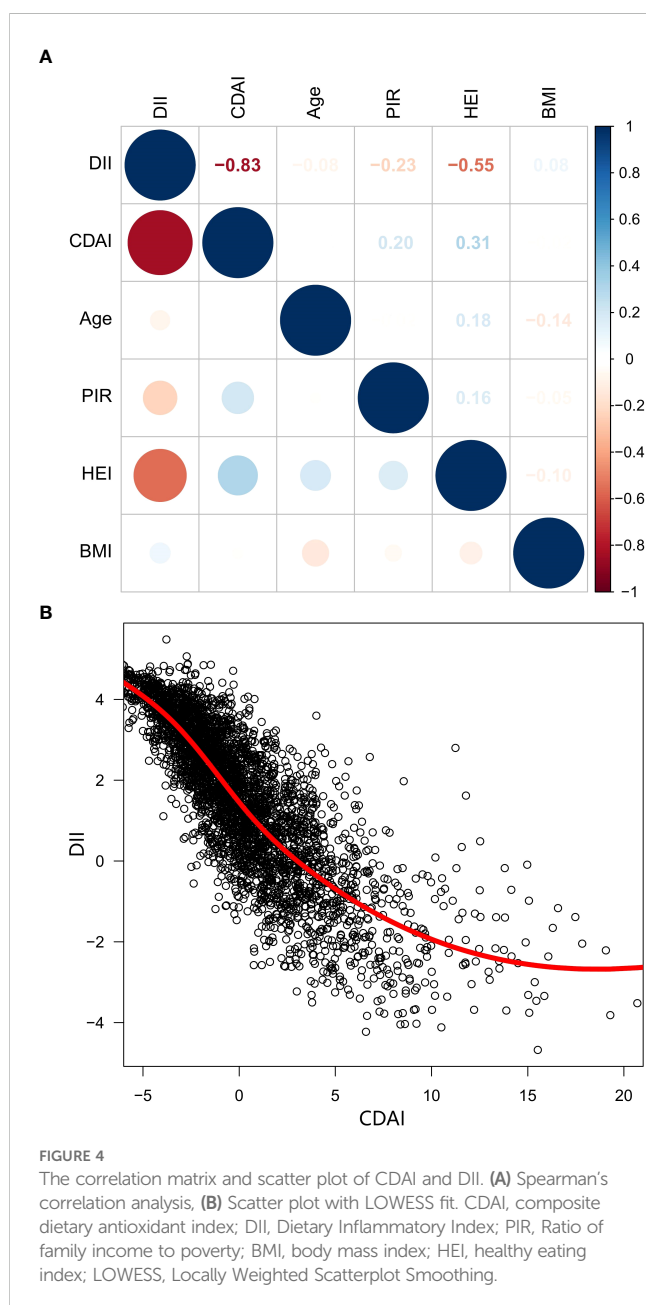 A
DII CDAI Age PIR HEI BMI
DII −0.83 −0.08 −0.23 −0.55 0.08
CDAI 0.20 0.31
Age 0.18 −0.14
PIR 0.16 −0.05
HEI −0.10
BMI
1
0.8
0.6
0.4
0.2
0
−0.2
−0.4
−0.6
−0.8
−1
B
DII
4
2
0
−2
−4
−5 0 5 10 15 20
CDAI
FIGURE 4
The correlation matrix and scatter plot of CDAI and DII. (A) Spearman's
correlation analysis, (B) Scatter plot with LOWESS fit. CDAI, composite
dietary antioxidant index; DII, Dietary Inflammatory Index; PIR, Ratio of
family income to poverty; BMI, body mass index; HEI, healthy eating
index; LOWESS, Locally Weighted Scatterplot Smoothing.